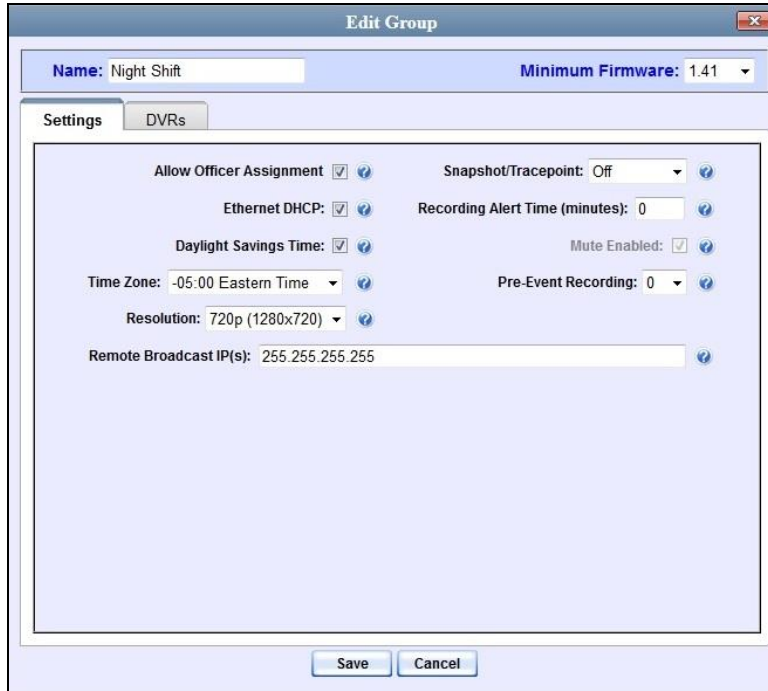 Edit Group
Name: Night Shift Minimum Firmware: 1.41
Settings DVRs
Allow Officer Assignment Snapshot/Tracepoint: Off
Ethernet DHCP: Recording Alert Time (minutes): 0
Daylight Savings Time: Mute Enabled:
Time Zone: -05:00 Eastern Time Pre-Event Recording: 0
Resolution: 720p (1280x720)
Remote Broadcast IP(s): 255.255.255.255
Save Cancel